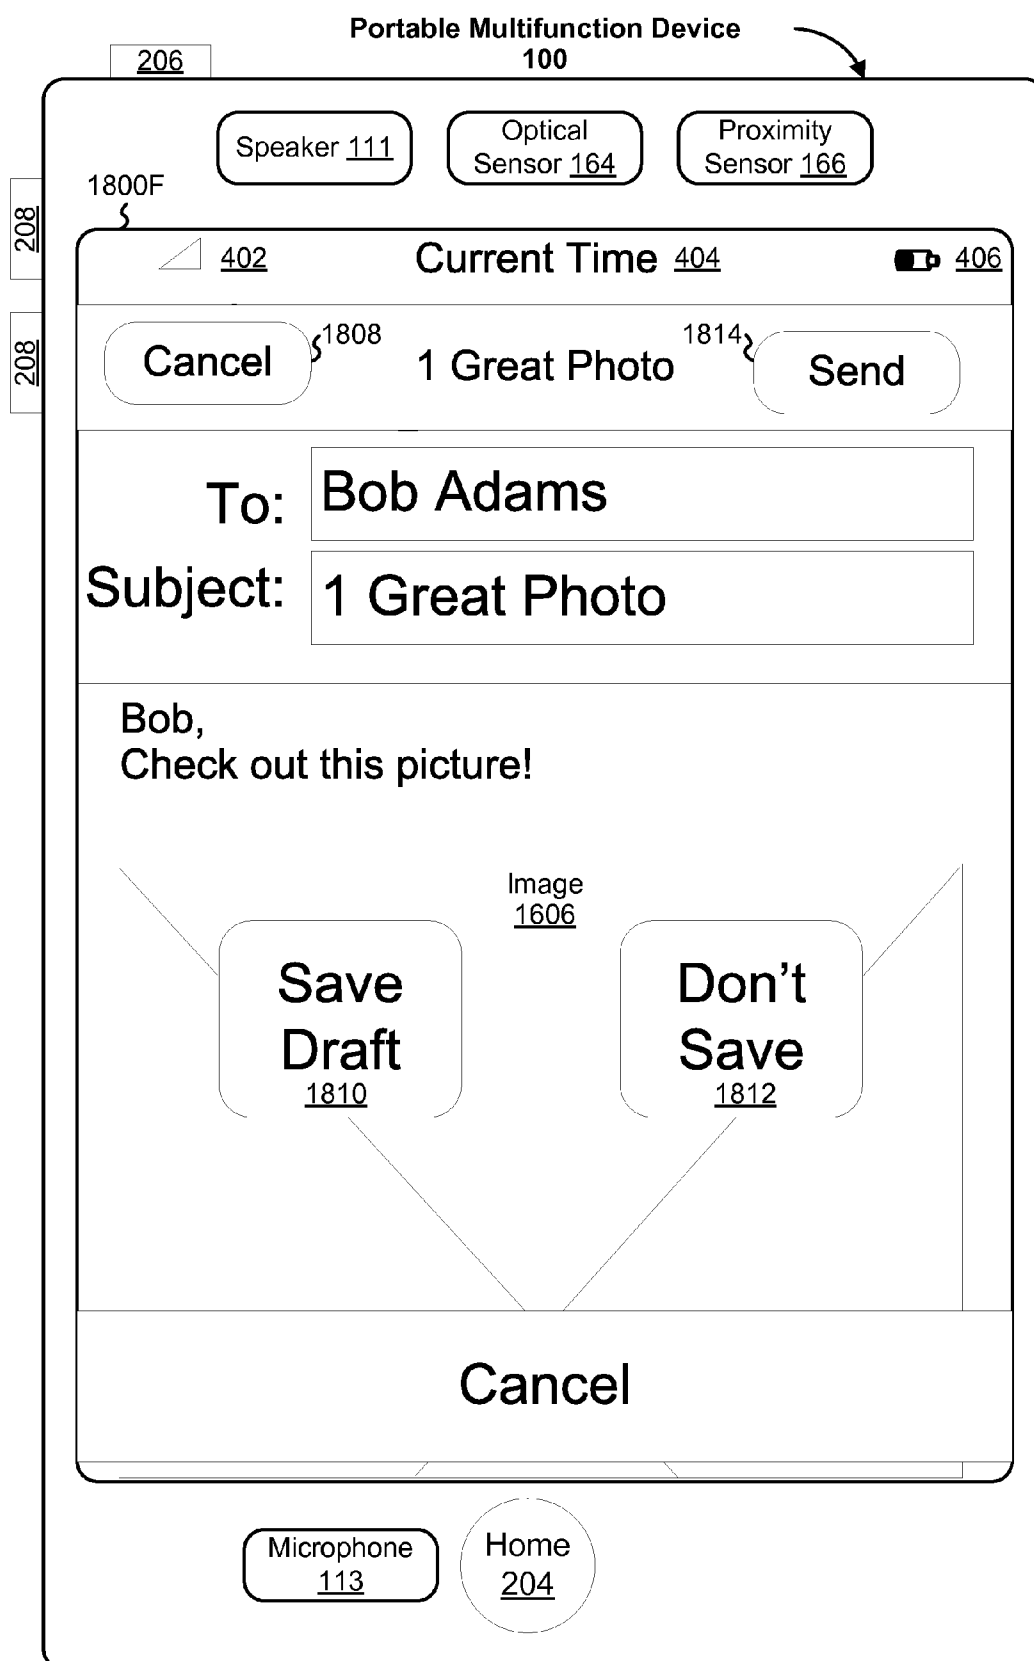 Portable Multifunction Device
100
206
Speaker 111
Optical
Sensor 164
Proximity
Sensor 166
1800F
208
402
Current Time 404
406
208
Cancel
1808
1 Great Photo
1814
Send
To:
Bob Adams
Subject:
1 Great Photo
Bob,
Check out this picture!
Image
1606
Save
Draft
1810
Don't
Save
1812
Cancel
Microphone
113
Home
204